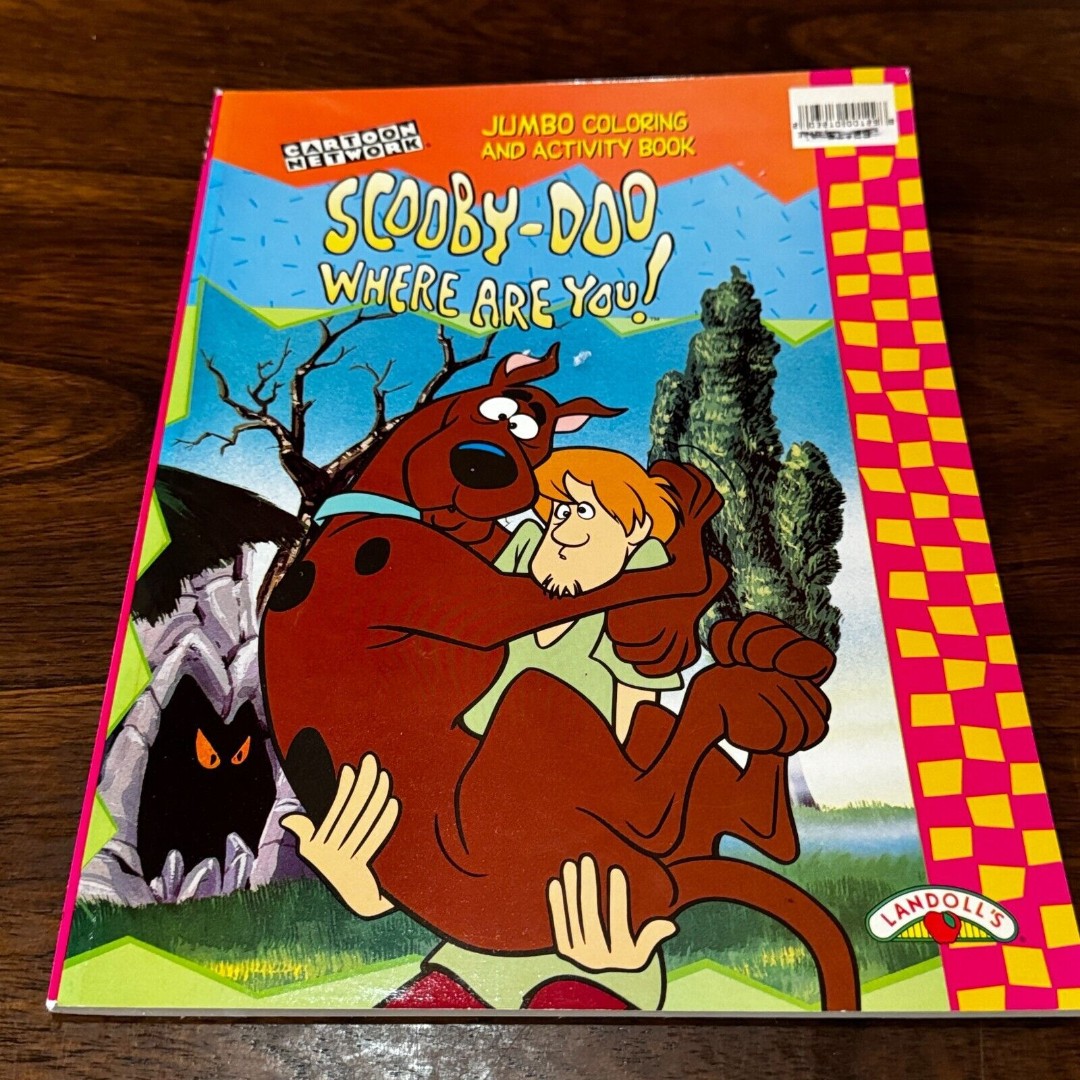 CARTOON
NETWORK
JUMBO COLORING
AND ACTIVITY BOOK
SCOOBY-DOO
WHERE ARE YOU!
LANDOLL'S